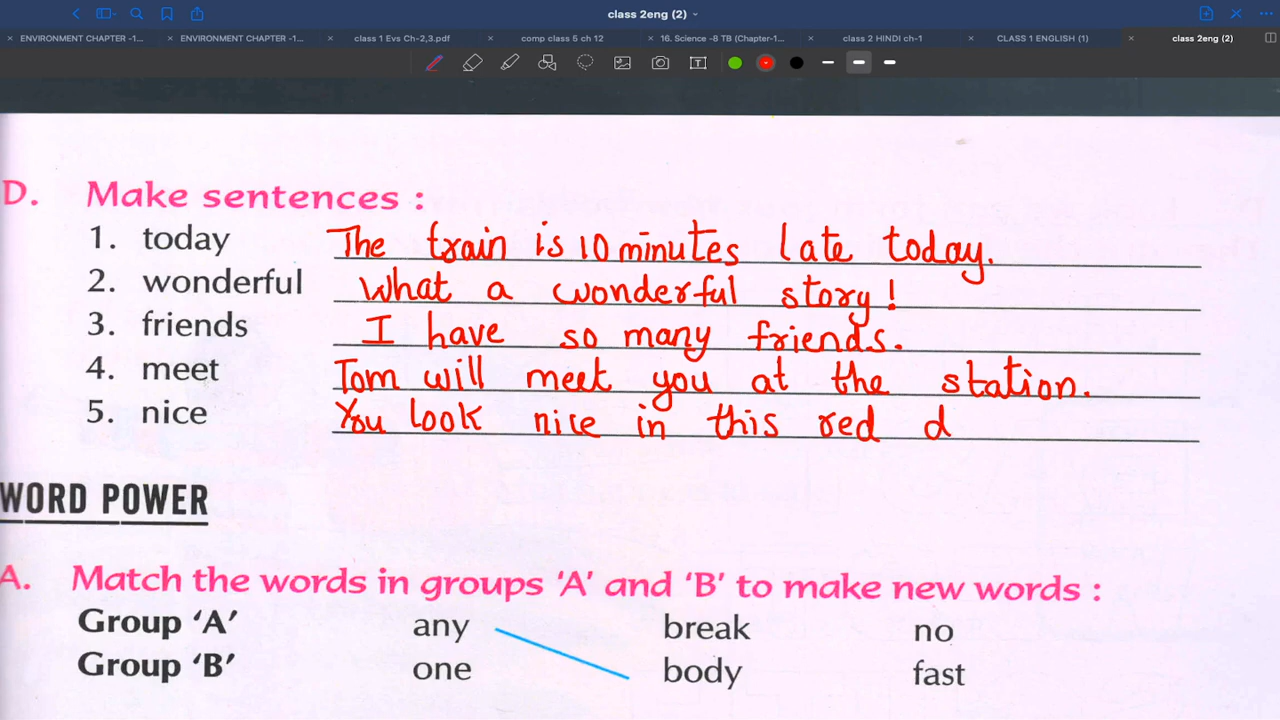 class 2eng (2)
ENVIRONMENT CHAPTER -1... ENVIRONMENT CHAPTER -1... class 1 Evs Ch-2,3.pdf comp class 5 ch 12 16. Science -8 TB (Chapter-1... class 2 HINDI ch-1 CLASS 1 ENGLISH (1) class 2eng (2)
D. Make sentences :
1. today The train is 10 minutes late today.
2. wonderful What a wonderful story!
3. friends I have so many friends.
4. meet Tom will meet you at the station.
5. nice You look nice in this red d
WORD POWER
A. Match the words in groups ‘A’ and ‘B’ to make new words :
Group ‘A’ any break no
Group ‘B’ one body fast